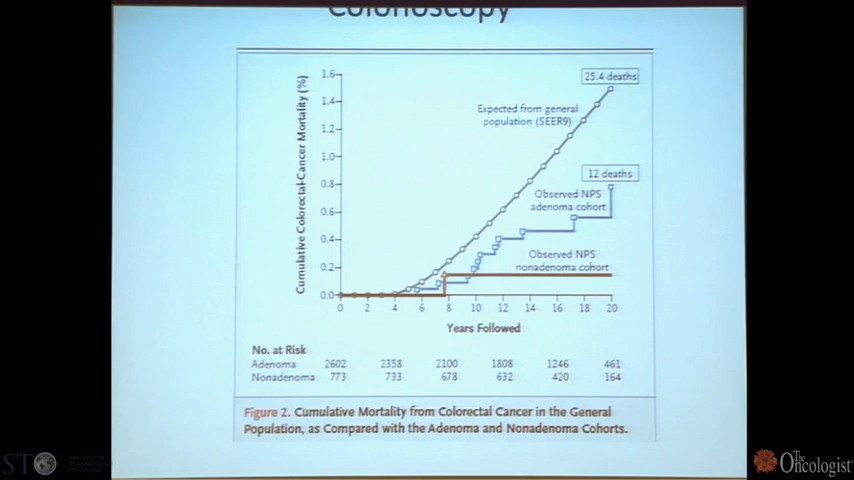 Colonoscopy
25.4 deaths
Expected from general
population (SEER9)
12 deaths
Observed NPS
adenoma cohort
Observed NPS
nonadenoma cohort
Cumulative Colorectal-Cancer Mortality (%)
1.6
1.4
1.2
1.0
0.8
0.6
0.4
0.2
0.0
0 2 4 6 8 10 12 14 16 18 20
Years Followed
No. at Risk
Adenoma 2602 2358 2100 1808 1246 461
Nonadenoma 773 733 678 632 420 164
Figure 2. Cumulative Mortality from Colorectal Cancer in the General
Population, as Compared with the Adenoma and Nonadenoma Cohorts.
The
Oncologist